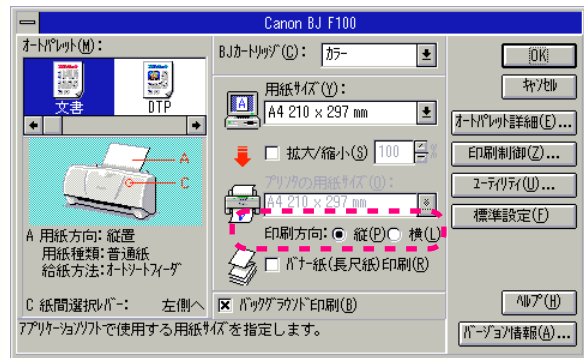 Canon BJ F100
オートパレット(M):
文書
DTP
A
C
A 用紙方向: 縦置
用紙種類: 普通紙
給紙方法: オートシートフィーダ
C 紙間選択レバー: 左側へ
BJカートリッジ(C): カラー
用紙サイズ(Y):
A4 210 x 297 mm
拡大/縮小(S) 100 %
プリンタの用紙サイズ(O):
A4 210 x 297 mm
印刷方向: 縦(P) 横(L)
バナー紙(長尺紙)印刷(R)
バックグラウンド印刷(B)
OK
キャンセル
オートパレット詳細(E)...
印刷制御(Z)...
ユーティリティ(U)...
標準設定(F)
ヘルプ(H)
バージョン情報(A)...
アプリケーションソフトで使用する用紙サイズを指定します。